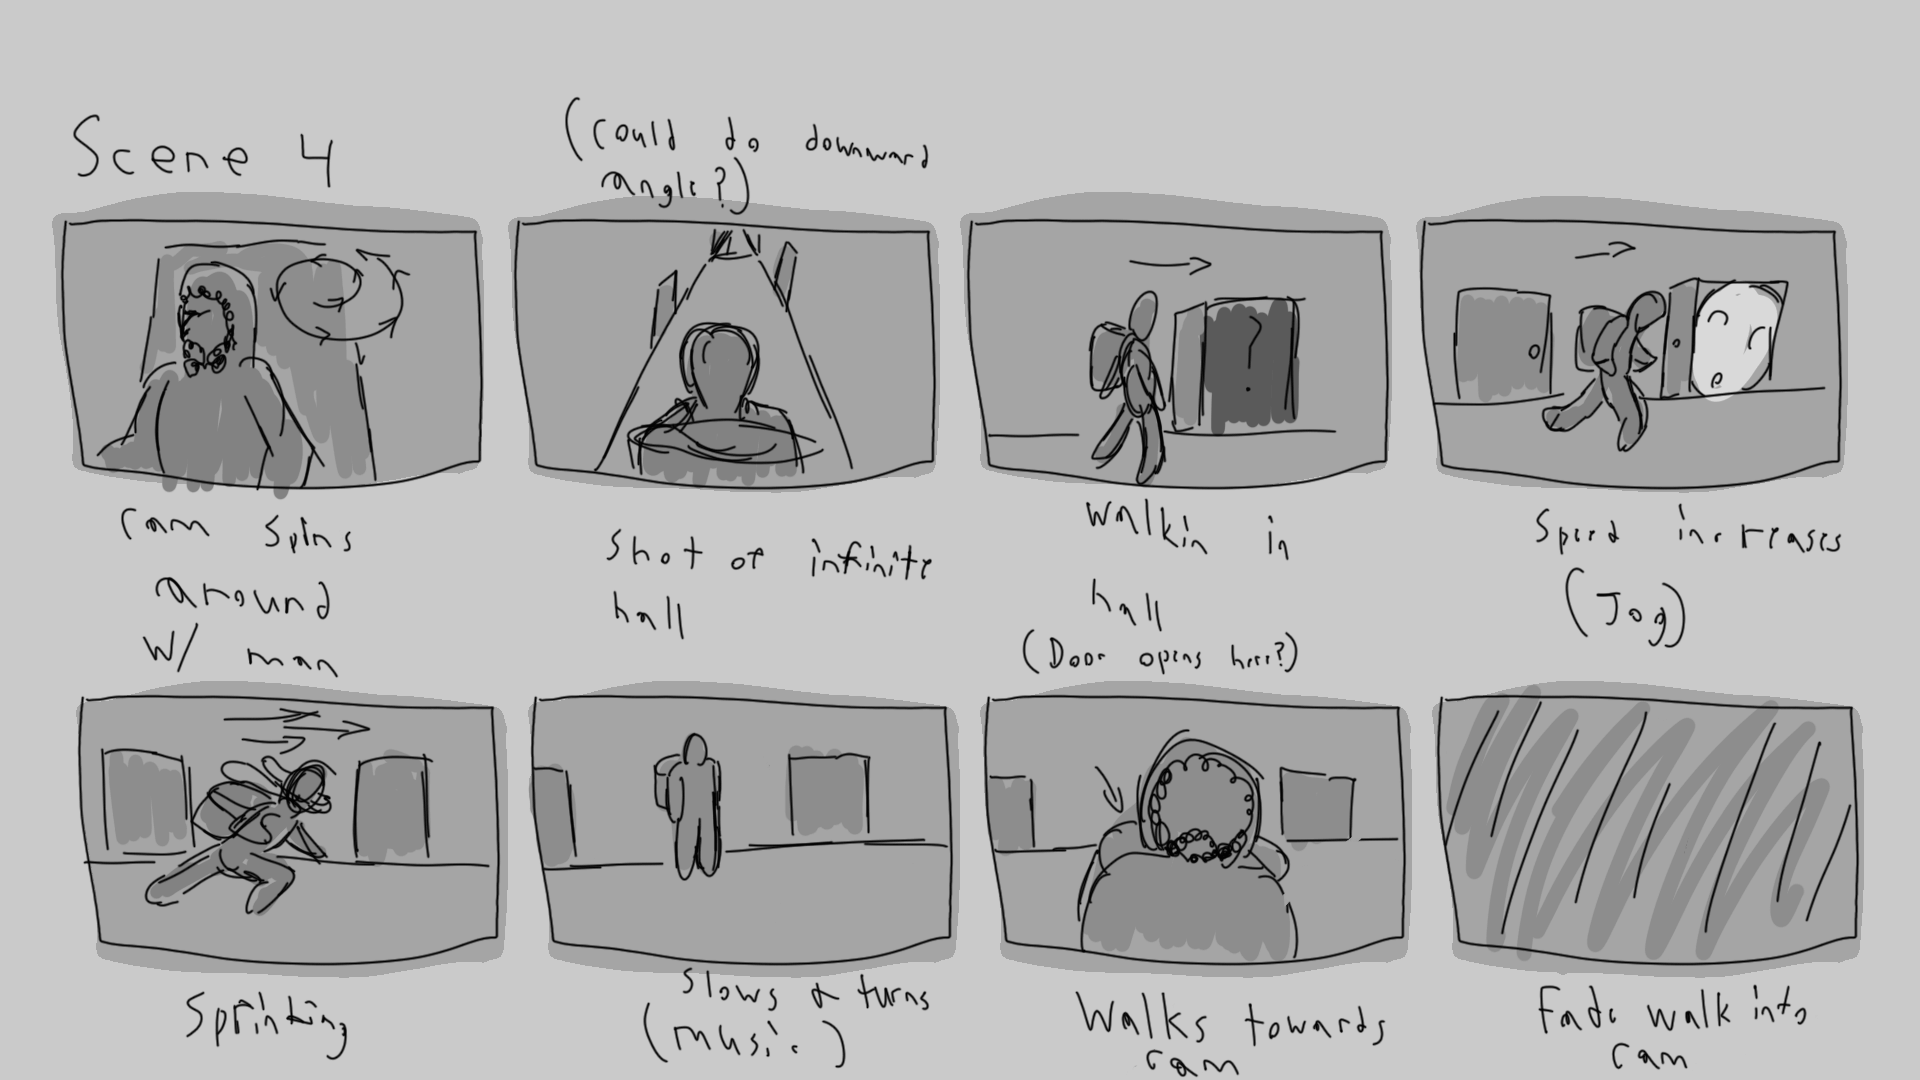 Scene 4
(could do downward
angle?)
cam spins
around
w/ man
shot of infinite
hall
walkin in
hall
(Door opens here?)
Speed increases
(Jog)
?
Sprinting
Slows & turns
(music)
Walks towards
cam
Fade walk into
cam